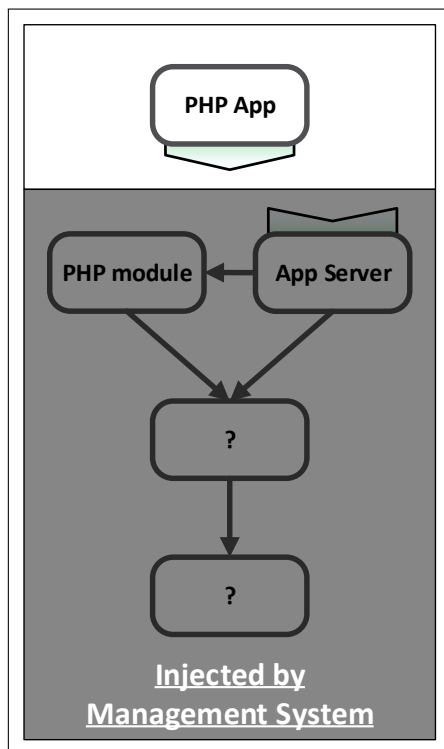 PHP App
PHP module
App Server
?
?
Injected by
Management System